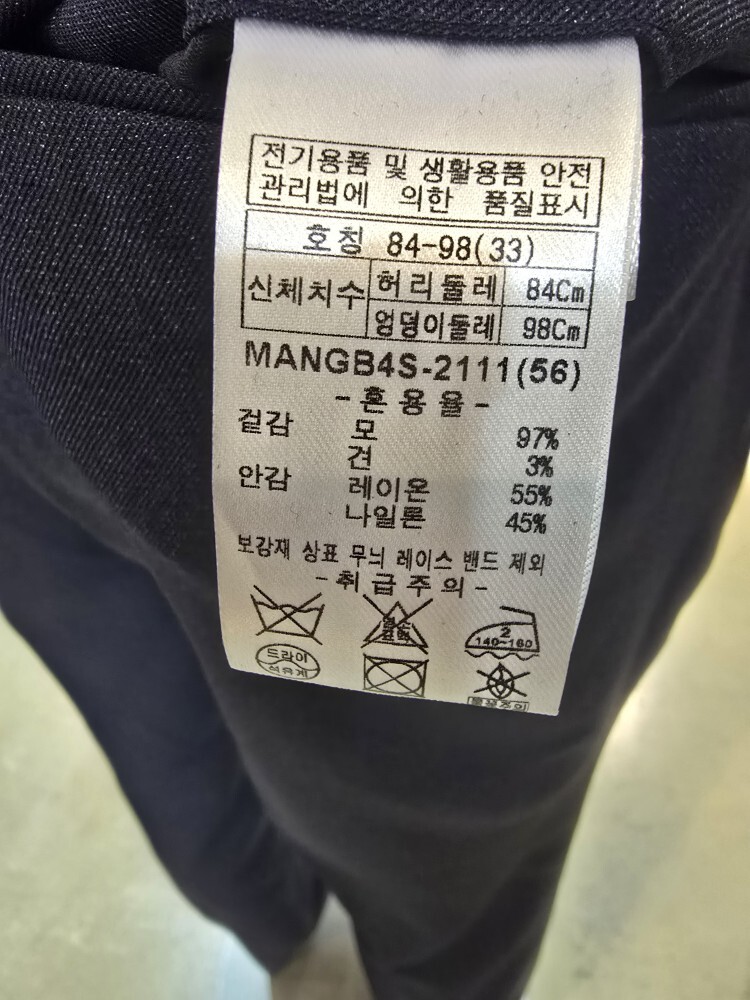 전기용품 및 생활용품 안전
관리법에 의한 품질표시
호칭 84-98(33)
신체치수 허리둘레 84Cm
엉덩이둘레 98Cm
MANGB4S-2111(56)
-혼용율-
겉감 모 97%
견 3%
안감 레이온 55%
나일론 45%
보강재 상표 무늬 레이스 밴드 제외
-취급주의-
염소
표백
2
140~160
드라이
석유계